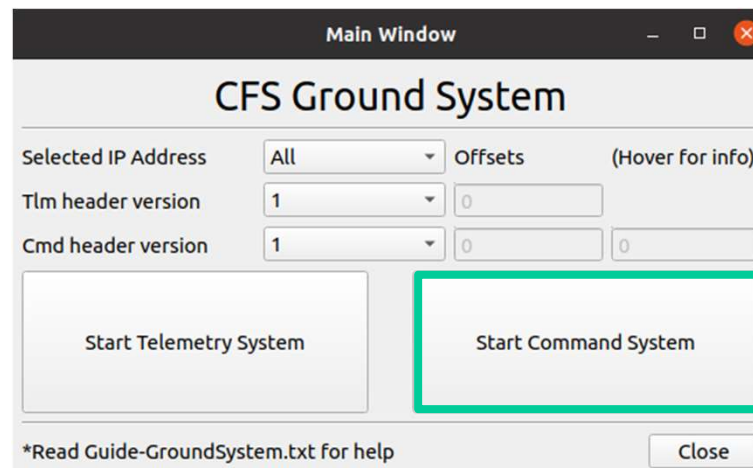 Main Window
CFS Ground System
Selected IP Address All Offsets (Hover for info)
Tlm header version 1 0
Cmd header version 1 0 0
Start Telemetry System Start Command System
*Read Guide-GroundSystem.txt for help Close